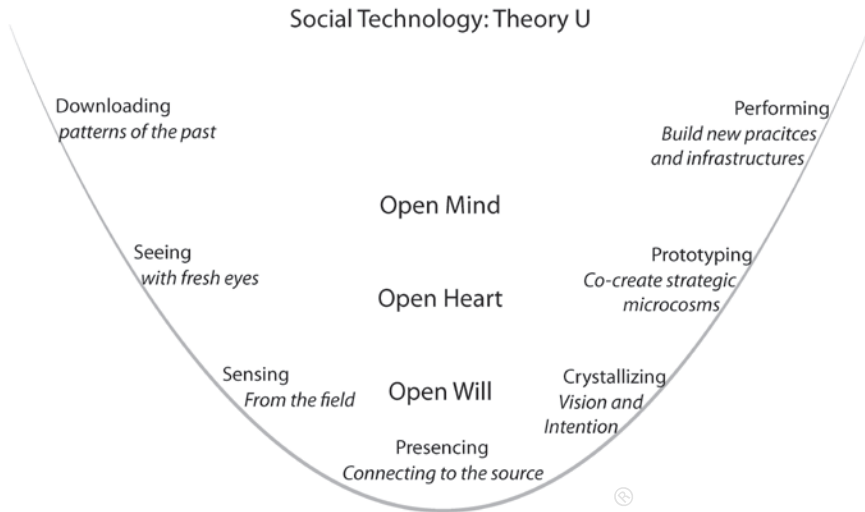 Social Technology: Theory U
Downloading
patterns of the past
Performing
Build new pracitces
and infrastructures
Open Mind
Seeing
with fresh eyes
Prototyping
Co-create strategic
microcosms
Open Heart
Sensing
From the field
Open Will
Crystallizing
Vision and
Intention
Presencing
Connecting to the source
®